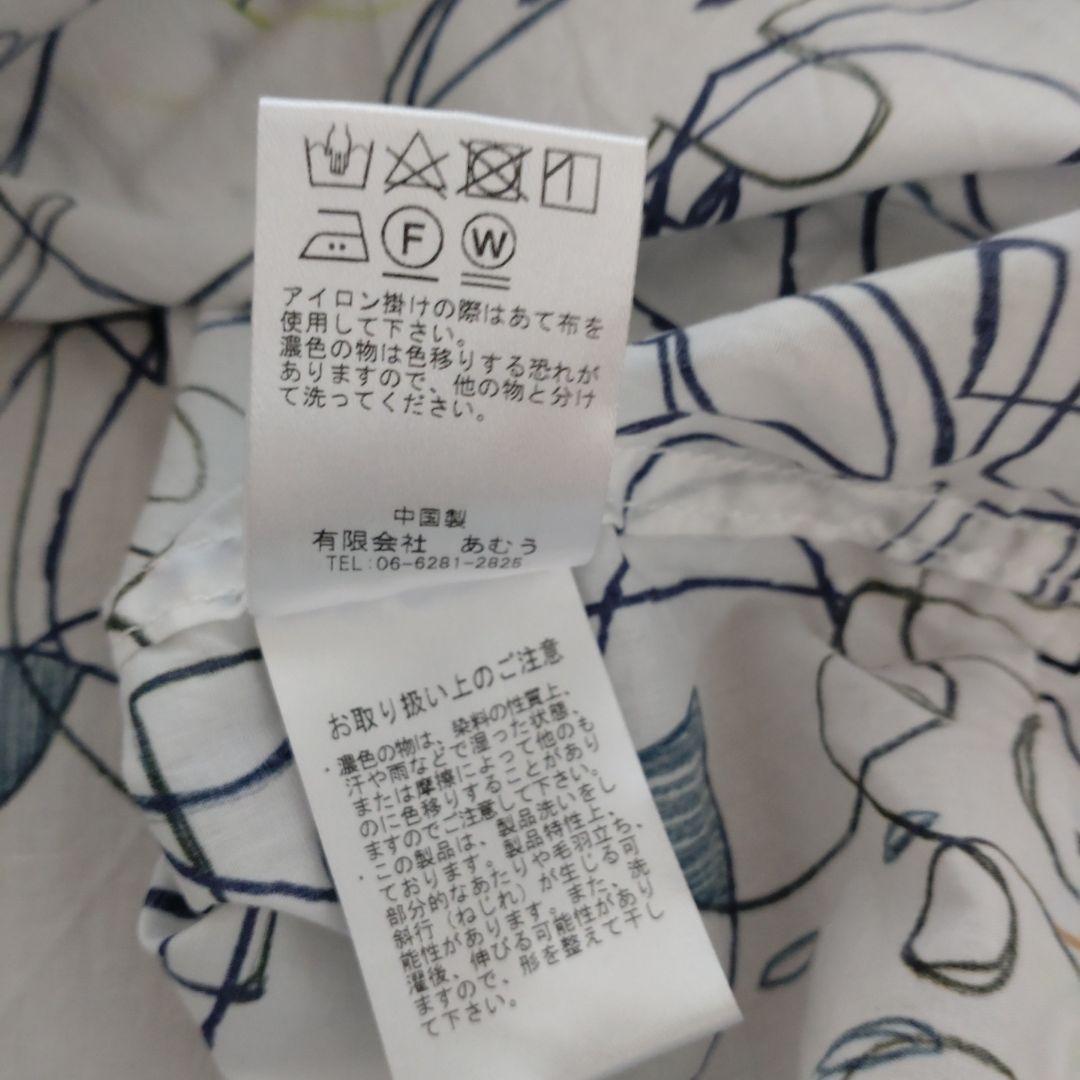 F W
アイロン掛けの際はあて布を
使用して下さい。
濃色の物は色移りする恐れが
ありますので、他の物と分け
て洗ってください。
中国製
有限会社 あむう
TEL:06-6281-2825
お取り扱い上のご注意
・濃色の物は、染料の性質上、
汗や雨などで湿った状態、
または摩擦によって他のも
のに色移りすることがあり
ますのでご注意して下さい。
・この製品は、製品洗いをし
ております。製品特性上、
部分的なあたりや毛羽立ち、
斜行(ねじれ)が生じる可
能性があります。また、洗
濯後、伸びる可能性があり
ますので、形を整えて干し
て下さい。